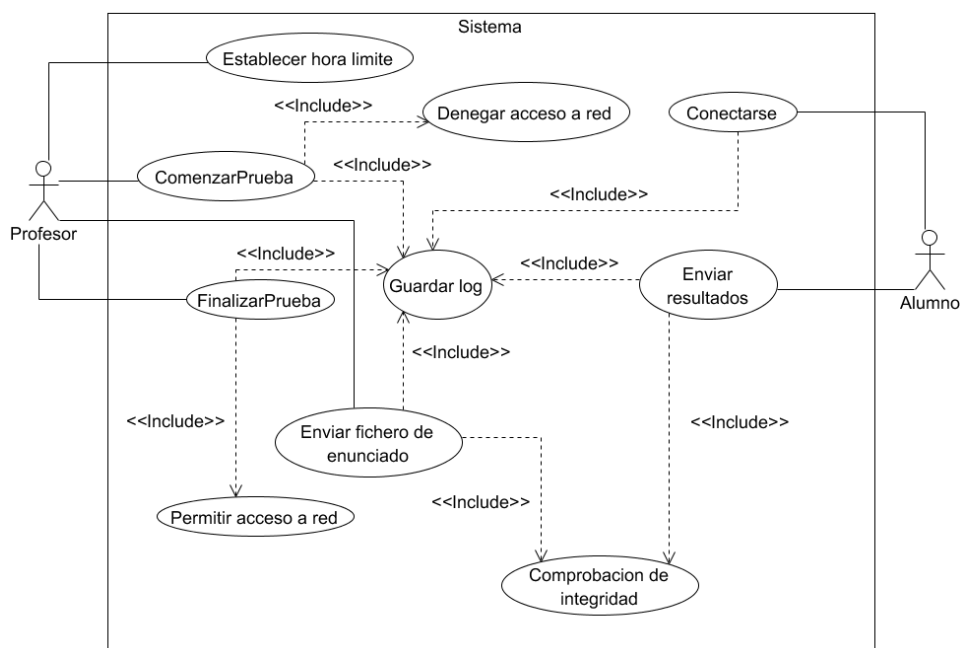 Sistema
Establecer hora limite
<<Include>>
Denegar acceso a red
Conectarse
ComenzarPrueba
<<Include>>
<<Include>>
Profesor
<<Include>>
Guardar log
<<Include>>
Enviar
resultados
FinalizarPrueba
Alumno
<<Include>>
<<Include>>
<<Include>>
Enviar fichero de
enunciado
<<Include>>
Permitir acceso a red
Comprobacion de
integridad